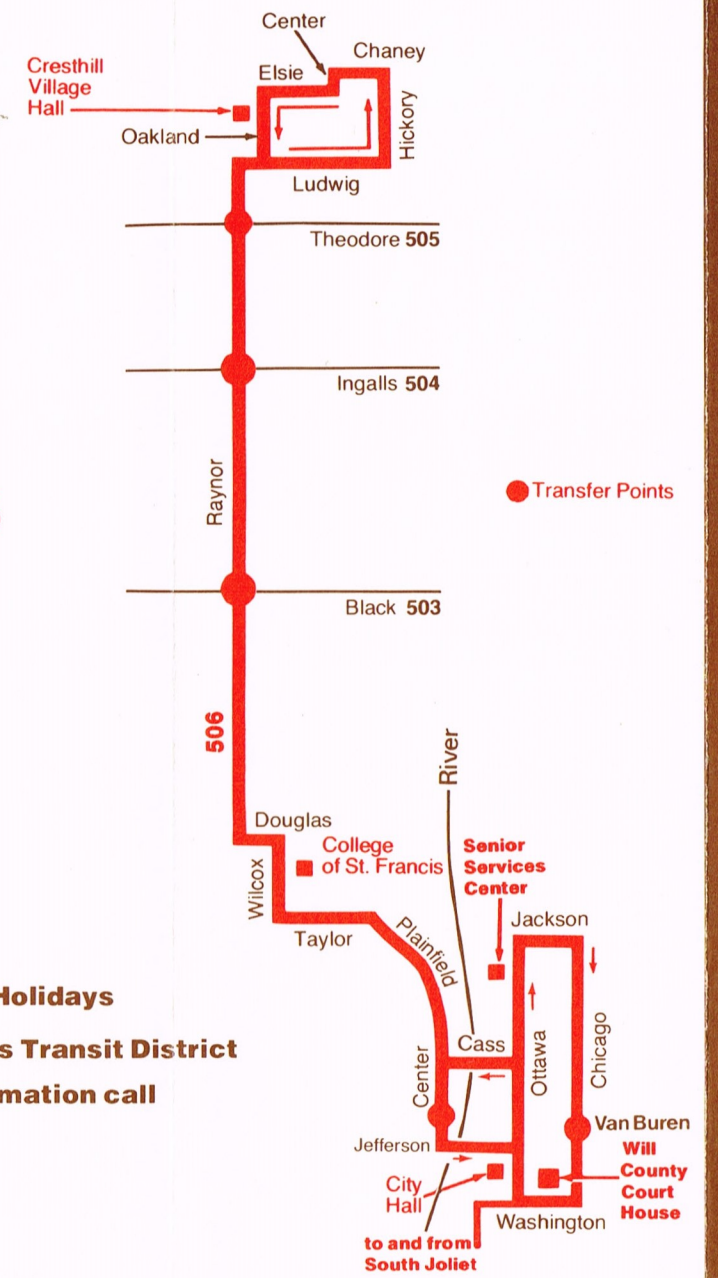 Center
Chaney
Cresthill
Village
Hall
Elsie
Oakland
Hickory
Ludwig
Theodore 505
Ingalls 504
Raynor
Transfer Points
Black 503
506
River
Douglas
College
of St. Francis
Senior
Services
Center
Wilcox
Jackson
Taylor
Plainfield
Holidays
s Transit District
mation call
Cass
Center
Ottawa
Chicago
Van Buren
Jefferson
Will
County
Court
House
City
Hall
Washington
to and from
South Joliet